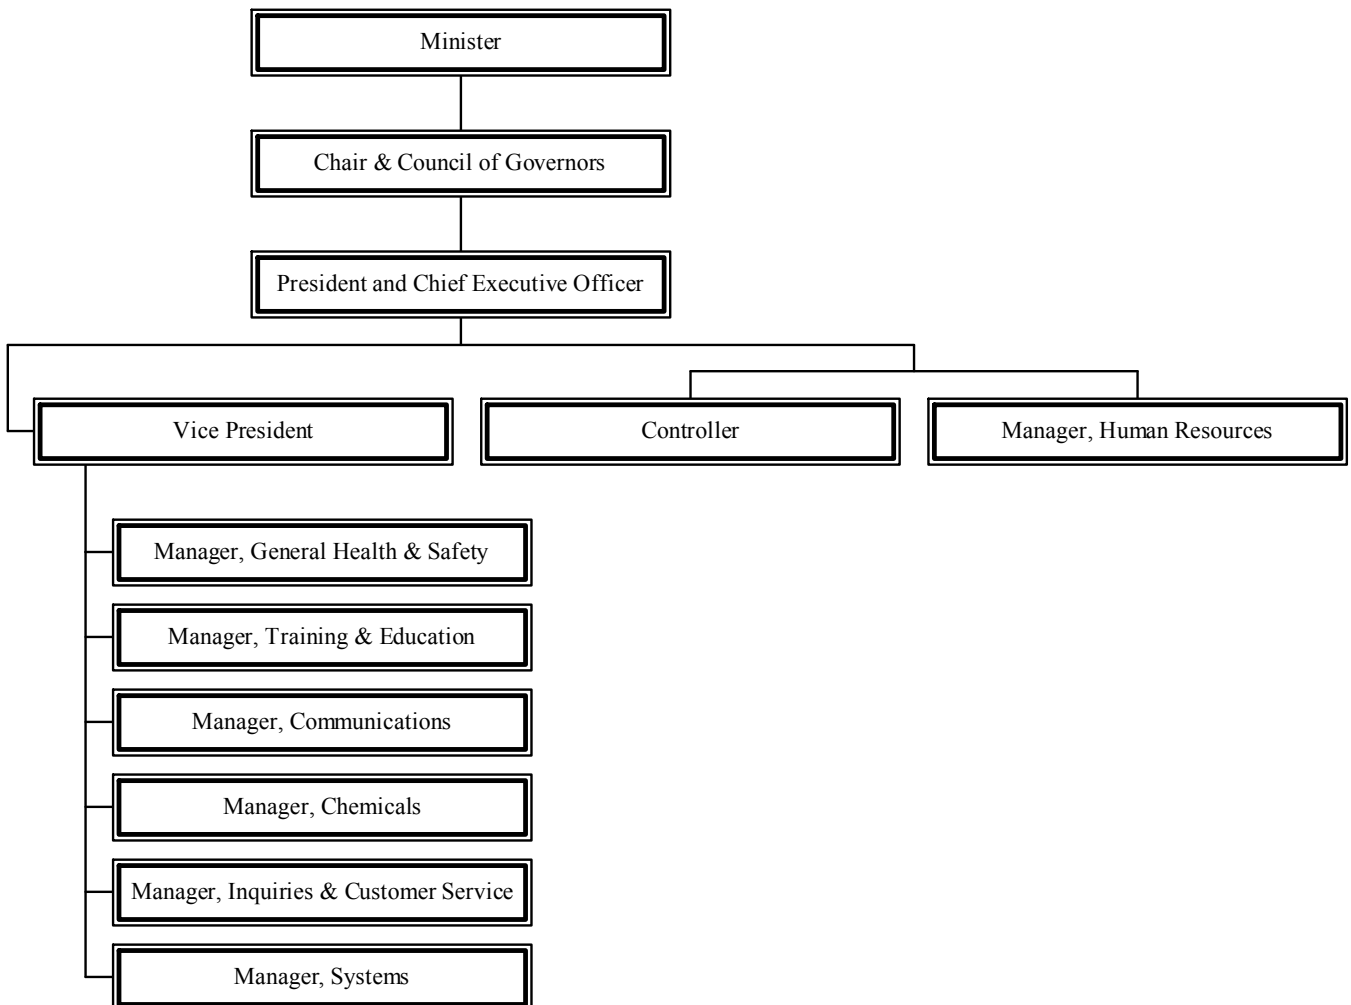 Minister
Chair & Council of Governors
President and Chief Executive Officer
Vice President
Controller
Manager, Human Resources
Manager, General Health & Safety
Manager, Training & Education
Manager, Communications
Manager, Chemicals
Manager, Inquiries & Customer Service
Manager, Systems